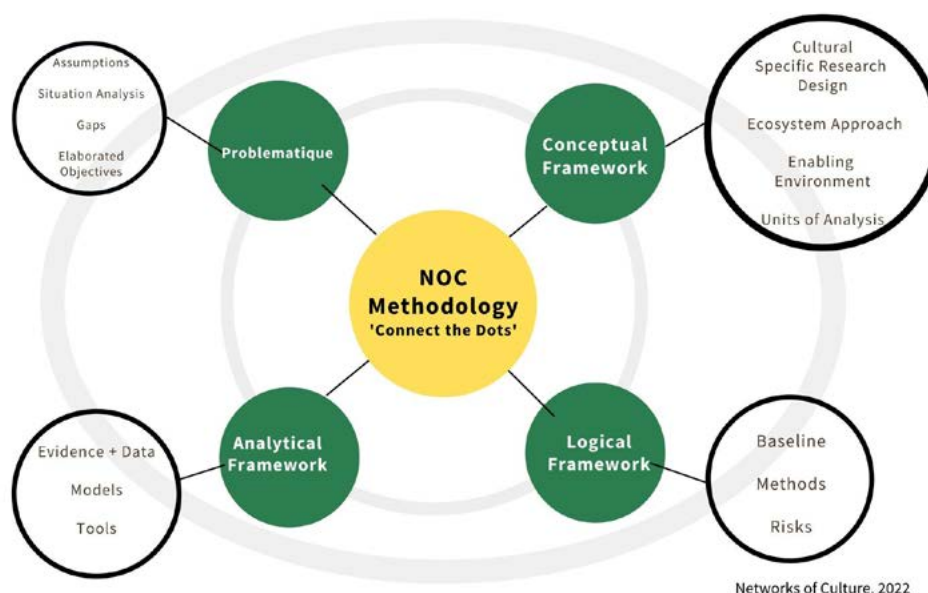 Assumptions
Situation Analysis
Gaps
Elaborated
Objectives
Problematique
Conceptual
Framework
Cultural
Specific Research
Design
Ecosystem Approach
Enabling
Environment
Units of Analysis
NOC
Methodology
'Connect the Dots'
Evidence + Data
Models
Tools
Analytical
Framework
Logical
Framework
Baseline
Methods
Risks
Networks of Culture, 2022